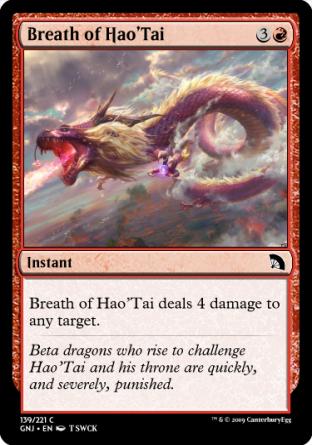 Breath of Hao'Tai 3
Instant
Breath of Hao'Tai deals 4 damage to
any target.
Beta dragons who rise to challenge
Hao'Tai and his throne are quickly,
and severely, punished.
139/221 C
GNJ • EN T SWCK
™ & © 2019 CanterburyEgg